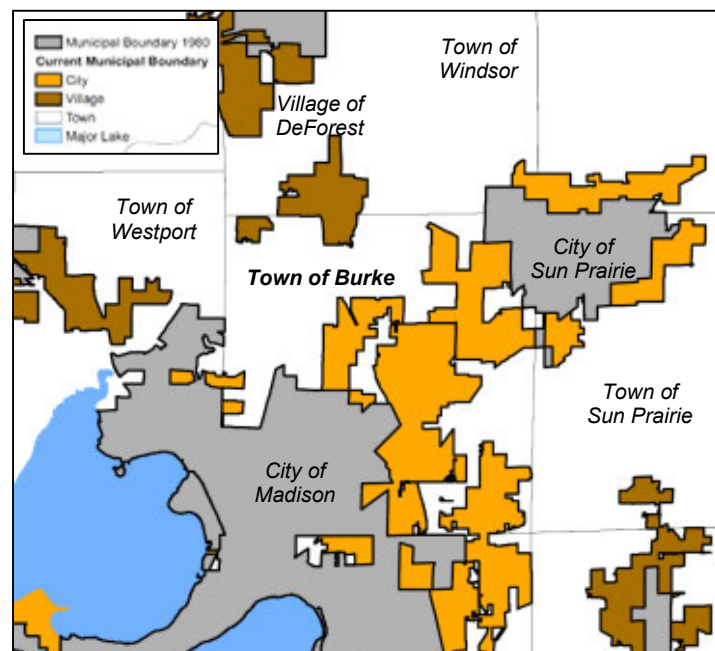 Municipal Boundary 1980
Current Municipal Boundary
City
Village
Town
Major Lake
Town of
Windsor
Village of
DeForest
Town of
Westport
City of
Sun Prairie
Town of Burke
Town of
Sun Prairie
City of
Madison